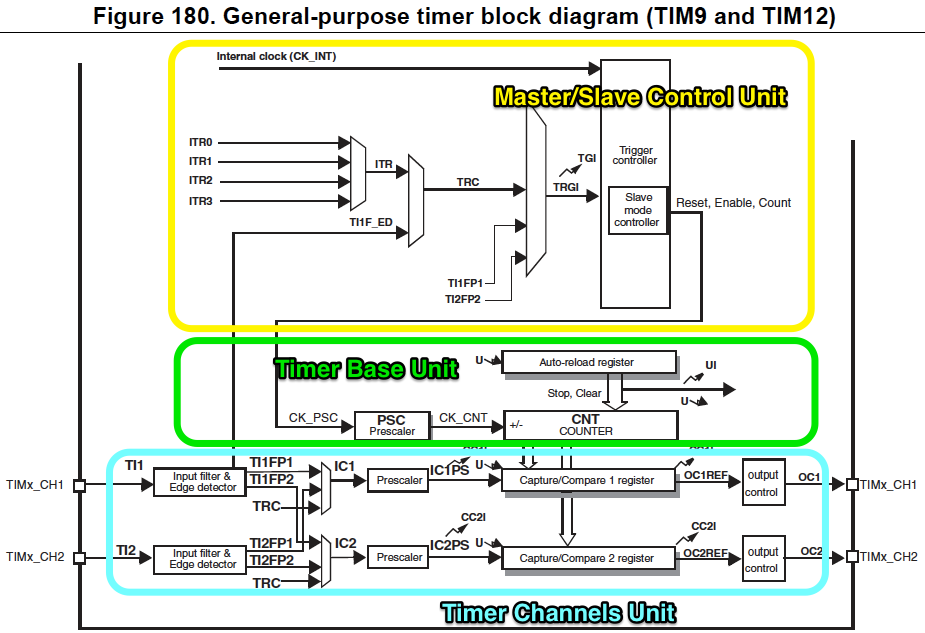 Figure 180. General-purpose timer block diagram (TIM9 and TIM12)
Internal clock (CK_INT)
Master/Slave Control Unit
ITR0
ITR1
ITR2
ITR3
ITR
TRC
TGI
TRGI
Trigger
controller
Slave
mode
controller
Reset, Enable, Count
TI1F_ED
TI1FP1
TI2FP2
Timer Base Unit
U
Auto-reload register
UI
Stop, Clear
U
CK_PSC
PSC
Prescaler
CK_CNT
+/-
CNT
COUNTER
TIMx_CH1
TI1
Input filter &
Edge detector
TI1FP1
TI1FP2
TRC
IC1
Prescaler
IC1PS
U
Capture/Compare 1 register
OC1REF
output
control
OC1
TIMx_CH1
CC2I
CC2I
TIMx_CH2
TI2
Input filter &
Edge detector
TI2FP1
TI2FP2
TRC
IC2
Prescaler
IC2PS
U
Capture/Compare 2 register
OC2REF
output
control
OC2
TIMx_CH2
Timer Channels Unit